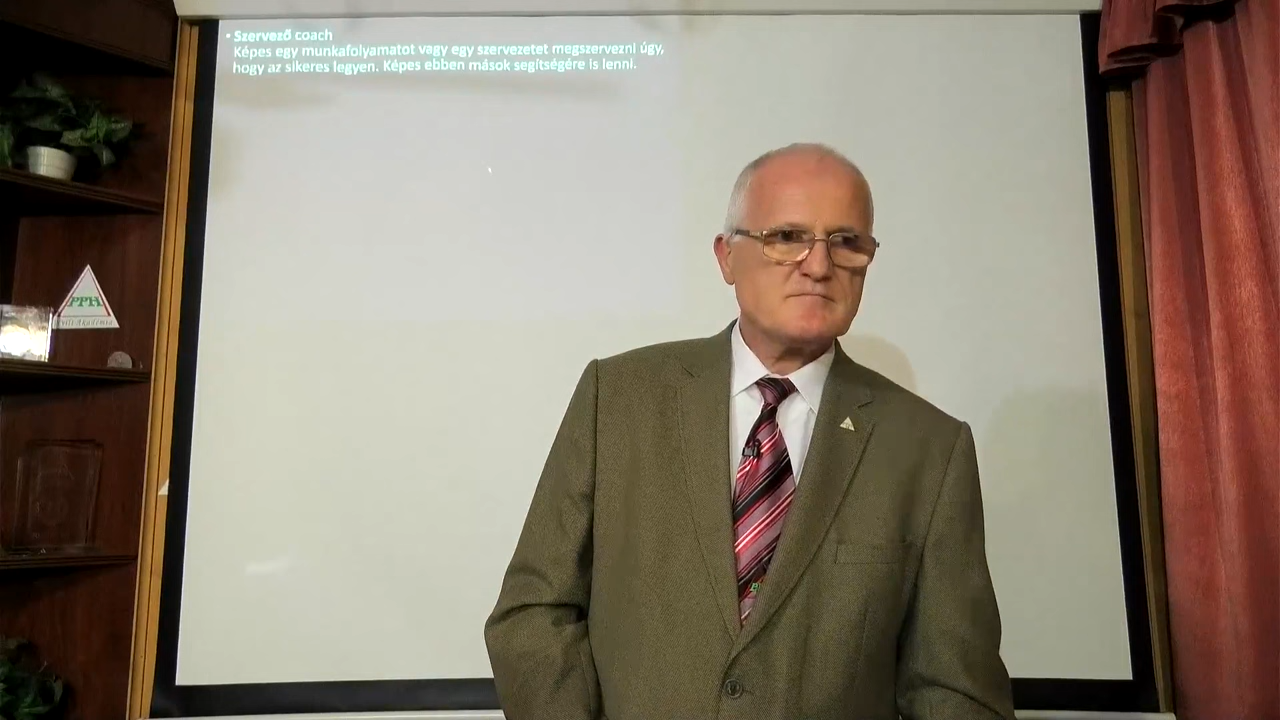 • Szervező coach
Képes egy munkafolyamatot vagy egy szervezetet megszervezni úgy,
hogy az sikeres legyen. Képes ebben mások segítségére is lenni.
PPH